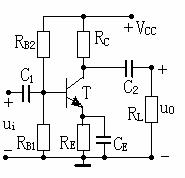 +VCC
RB2
RC
C1
T
C2
+
+
ui
RB1
RE
CE
RL
uo
−
−